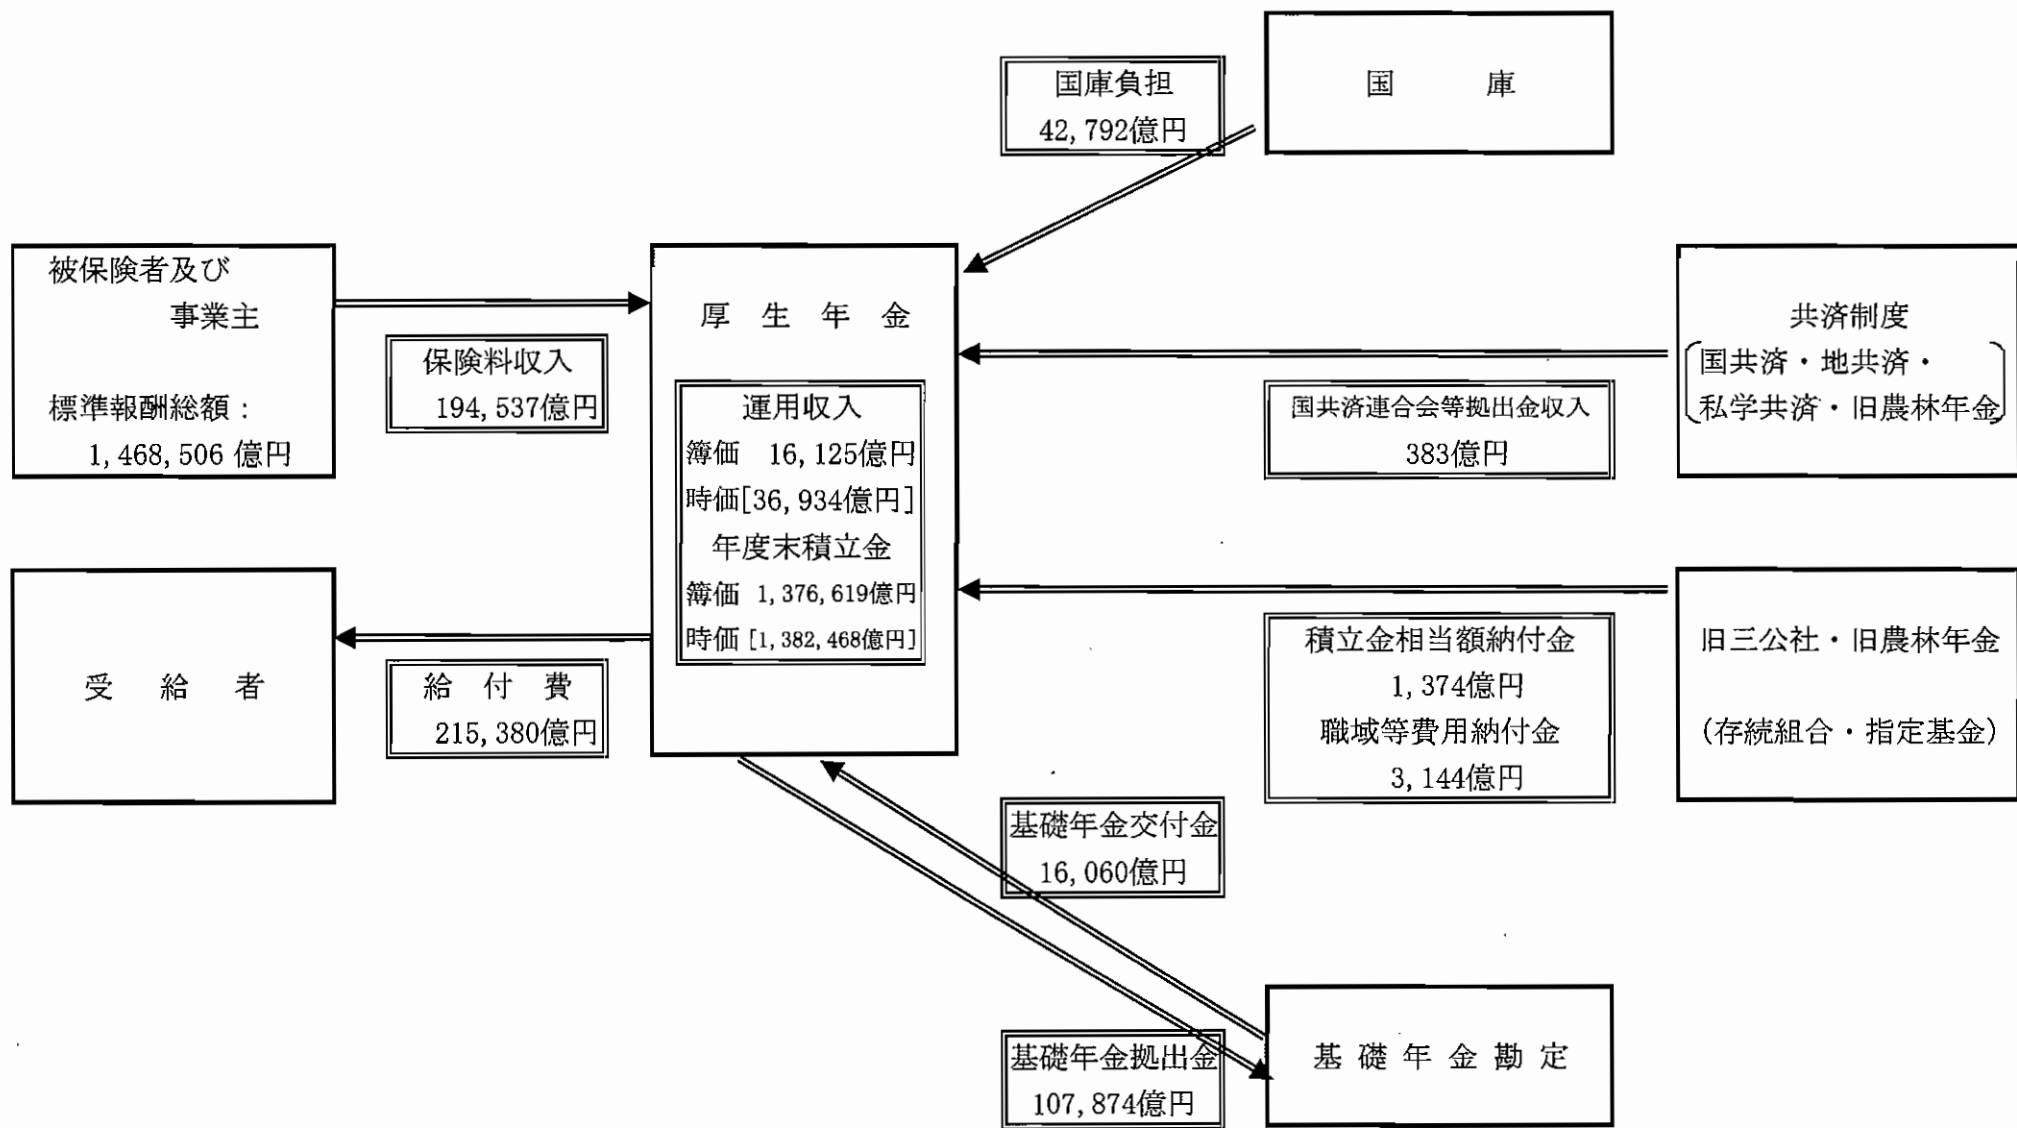 国庫
国庫負担
42,792億円
被保険者及び
事業主
標準報酬総額：
1,468,506 億円
保険料収入
194,537億円
厚生年金
運用収入
簿価 16,125億円
時価[36,934億円]
年度末積立金
簿価 1,376,619億円
時価 [1,382,468億円]
共済制度
国共済・地共済・
私学共済・旧農林年金
国共済連合会等拠出金収入
383億円
受給者
給付費
215,380億円
積立金相当額納付金
1,374億円
職域等費用納付金
3,144億円
旧三公社・旧農林年金
(存続組合・指定基金)
基礎年金交付金
16,060億円
基礎年金拠出金
107,874億円
基礎年金勘定